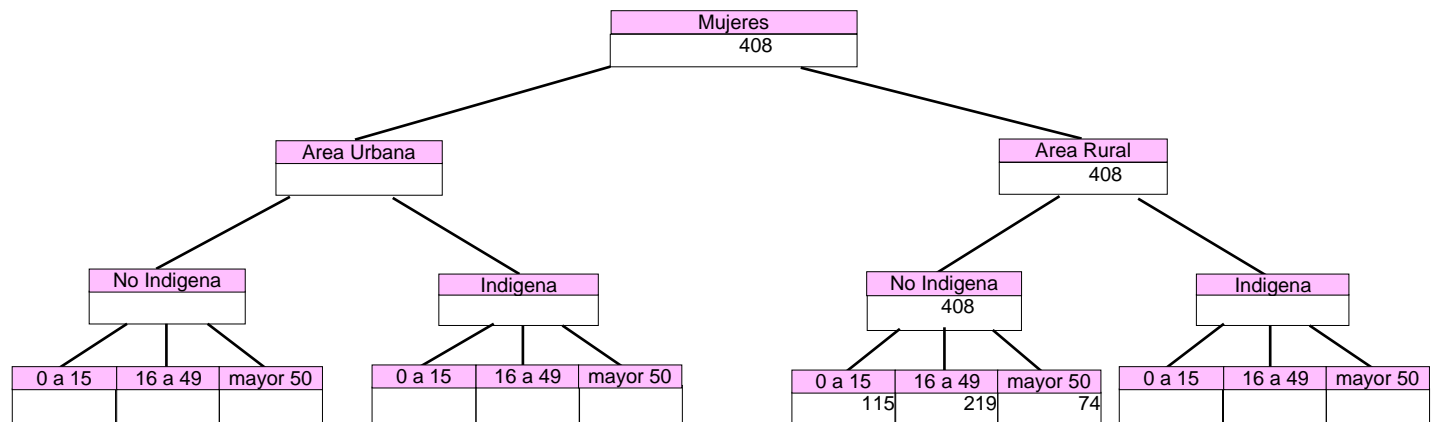 Mujeres
408
Area Urbana
Area Rural
408
No Indigena
Indigena
No Indigena
408
Indigena
0 a 15 16 a 49 mayor 50
0 a 15 16 a 49 mayor 50
0 a 15 16 a 49 mayor 50
115 219 74
0 a 15 16 a 49 mayor 50